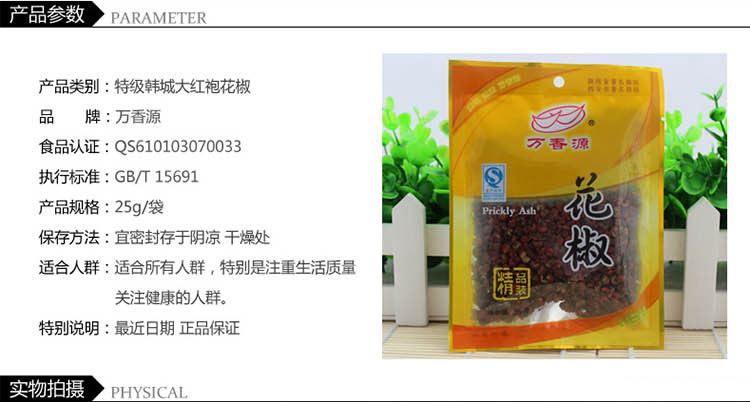 产品参数 PARAMETER
产品类别: 特级韩城大红袍花椒
品 牌: 万香源
食品认证: QS610103070033
执行标准: GB/T 15691
产品规格: 25g/袋
保存方法: 宜密封存于阴凉 干燥处
适合人群: 适合所有人群，特别是注重生活质量
关注健康的人群。
特别说明: 最近日期 正品保证
万香源®
QS
Prickly Ash
花椒
精品
俏装
实物拍摄 PHYSICAL